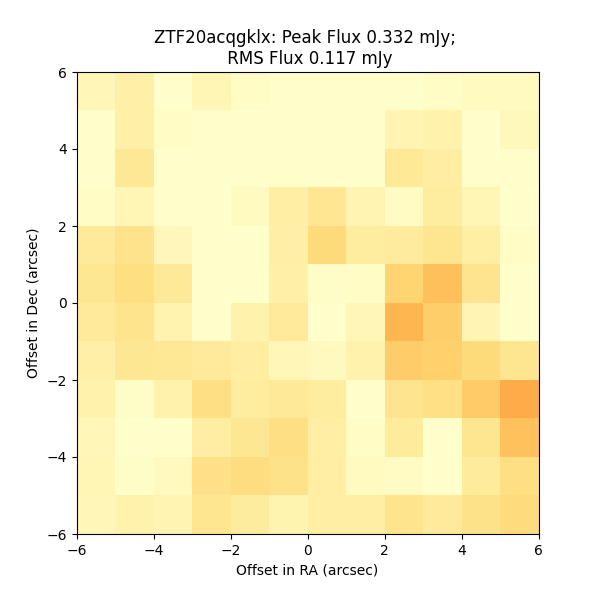 ZTF20acqgklx: Peak Flux 0.332 mJy;
RMS Flux 0.117 mJy
6
4
2
0
−2
−4
−6
Offset in Dec (arcsec)
−6 −4 −2 0 2 4 6
Offset in RA (arcsec)